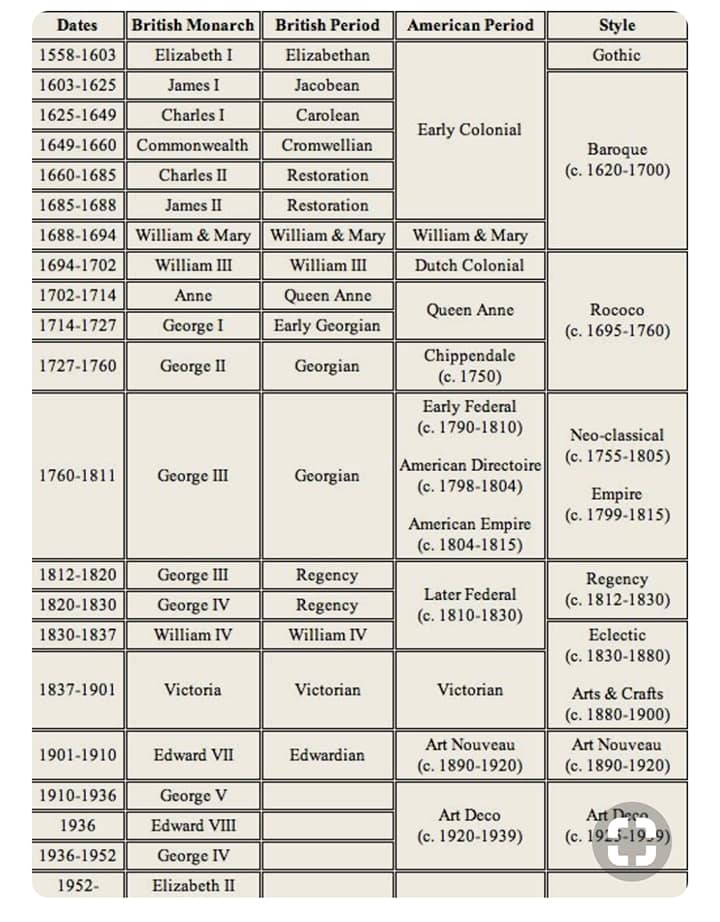 Dates British Monarch British Period American Period Style
1558-1603 Elizabeth I Elizabethan Early Colonial Gothic
1603-1625 James I Jacobean Baroque
(c. 1620-1700)
1625-1649 Charles I Carolean
1649-1660 Commonwealth Cromwellian
1660-1685 Charles II Restoration
1685-1688 James II Restoration
1688-1694 William & Mary William & Mary William & Mary
1694-1702 William III William III Dutch Colonial Rococo
(c. 1695-1760)
1702-1714 Anne Queen Anne Queen Anne
1714-1727 George I Early Georgian
1727-1760 George II Georgian Chippendale
(c. 1750)
1760-1811 George III Georgian Early Federal
(c. 1790-1810)
American Directoire
(c. 1798-1804)
American Empire
(c. 1804-1815)
Neo-classical
(c. 1755-1805)
Empire
(c. 1799-1815)
1812-1820 George III Regency Later Federal
(c. 1810-1830)
Regency
(c. 1812-1830)
1820-1830 George IV Regency
1830-1837 William IV William IV Eclectic
(c. 1830-1880)
Arts & Crafts
(c. 1880-1900)
1837-1901 Victoria Victorian Victorian
1901-1910 Edward VII Edwardian Art Nouveau
(c. 1890-1920)
Art Nouveau
(c. 1890-1920)
1910-1936 George V Art Deco
(c. 1920-1939)
Art Deco
(c.
1936 Edward VIII
1936-1952 George IV
1952- Elizabeth II